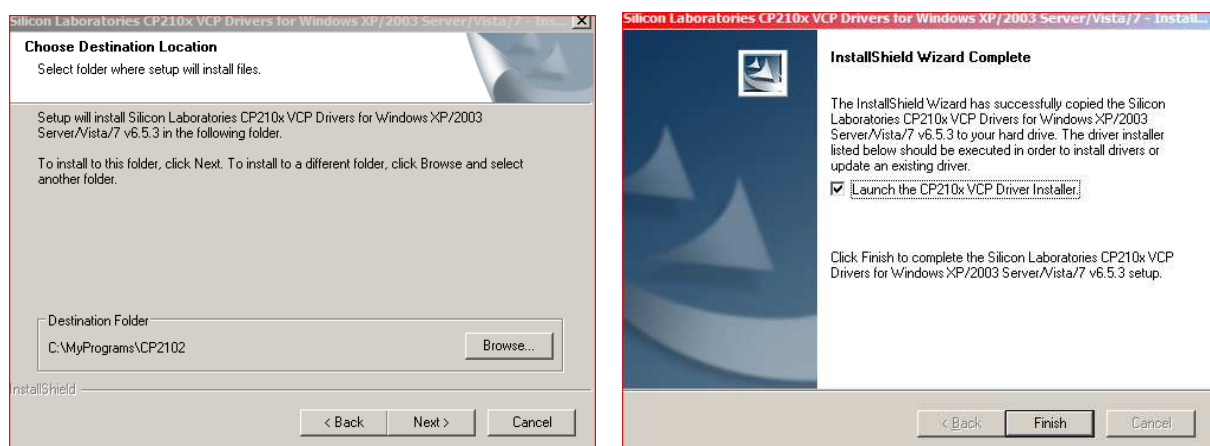 Silicon Laboratories CP210x VCP Drivers for Windows XP/2003 Server/Vista/7 - Ins...
Choose Destination Location
Select folder where setup will install files.
Setup will install Silicon Laboratories CP210x VCP Drivers for Windows XP/2003
Server/Vista/7 v6.5.3 in the following folder.
To install to this folder, click Next. To install to a different folder, click Browse and select
another folder.
Destination Folder
C:\MyPrograms\CP2102
Browse...
InstallShield
< Back
Next >
Cancel
Silicon Laboratories CP210x VCP Drivers for Windows XP/2003 Server/Vista/7 - Install...
InstallShield Wizard Complete
The InstallShield Wizard has successfully copied the Silicon
Laboratories CP210x VCP Drivers for Windows XP/2003
Server/Vista/7 v6.5.3 to your hard drive. The driver installer
listed below should be executed in order to install drivers or
update an existing driver.
Launch the CP210x VCP Driver Installer.
Click Finish to complete the Silicon Laboratories CP210x VCP
Drivers for Windows XP/2003 Server/Vista/7 v6.5.3 setup.
< Back
Finish
Cancel